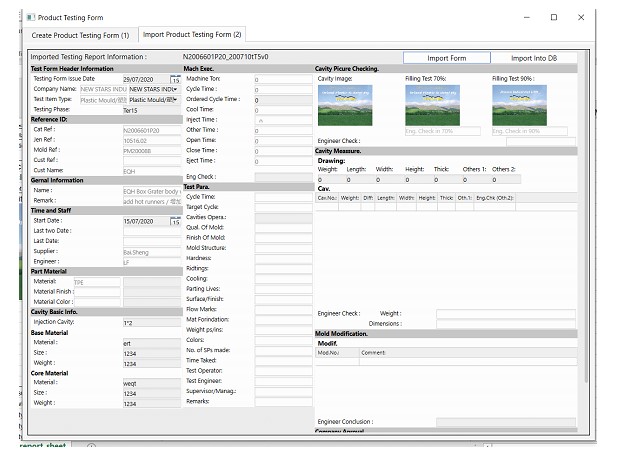 Product Testing Form
Create Product Testing Form (1)
Import Product Testing Form (2)
Imported Testing Report Information :
N2006601P20_200710tT5v0
Import Form
Import Into DB
Test Form Header Information
Testing Form Issue Date 29/07/2020 15
Company Name: NEW STARS INDU NEW STARS INDU
Test Item Type: Plastic Mould/ Plastic Mould/
Testing Phase: Ter15
Reference ID:
Cat Ref : N2006601P20
Jen Ref : 10516.02
Mold Ref : PM200088
Cust Ref :
Cust Name: EQH
Gernal Information
Name : EQH Box Grater body
Remark : add hot runners / 增加
Time and Staff
Start Date : 15/07/2020 15
Last two Date :
Last Date:
Supplier : Bai.Sheng
Engineer : LF
Part Material
Material: TPE
Material Finish :
Material Color :
Cavity Basic Info.
Injection Cavity: 1*2
Base Material
Material : ert
Size : 1234
Weight : 1234
Core Material
Material : weqt
Size : 1234
Weight : 1234
Mach Exec.
Machine Ton: 0
Cycle Time : 0
Ordered Cycle Time : 0
Cool Time: 0
Inject Time :
Other Time : 0
Open Time: 0
Close Time : 0
Eject Time : 0
Eng Check :
Test Para.
Cycle Time:
Target Cycle:
Cavities Opera.:
Qual. Of Mold:
Finish Of Mold:
Mold Structure:
Hardness:
Ridtings:
Cooling:
Parting Lives:
Surface/Finish:
Flow Marks:
Mat Forindation:
Weight ps/ins:
Colors:
No. of SPs made:
Time Taked:
Test Operator:
Test Engineer:
Supervisor/Manag.:
Remarks:
Cavity Picure Checking.
Cavity Image: Filling Test 70%: Filling Test 90% :
Eng. Check in 70% Eng. Check in 90%
Engineer Check :
Cavity Measure.
Drawing:
Weight: Length: Width: Height: Thick: Others 1: Others 2:
0 0 0 0 0 0 0
Cav.
Cav.No.: Weight: Diff: Length: Width: Height: Thick: Oth.1: Eng.Chk (Oth.2):
Engineer Check : Weight :
Dimensions :
Mold Modification.
Modif.
Mod.No.: Comment:
Engineer Conclusion :
Company Aproval
report_sheet